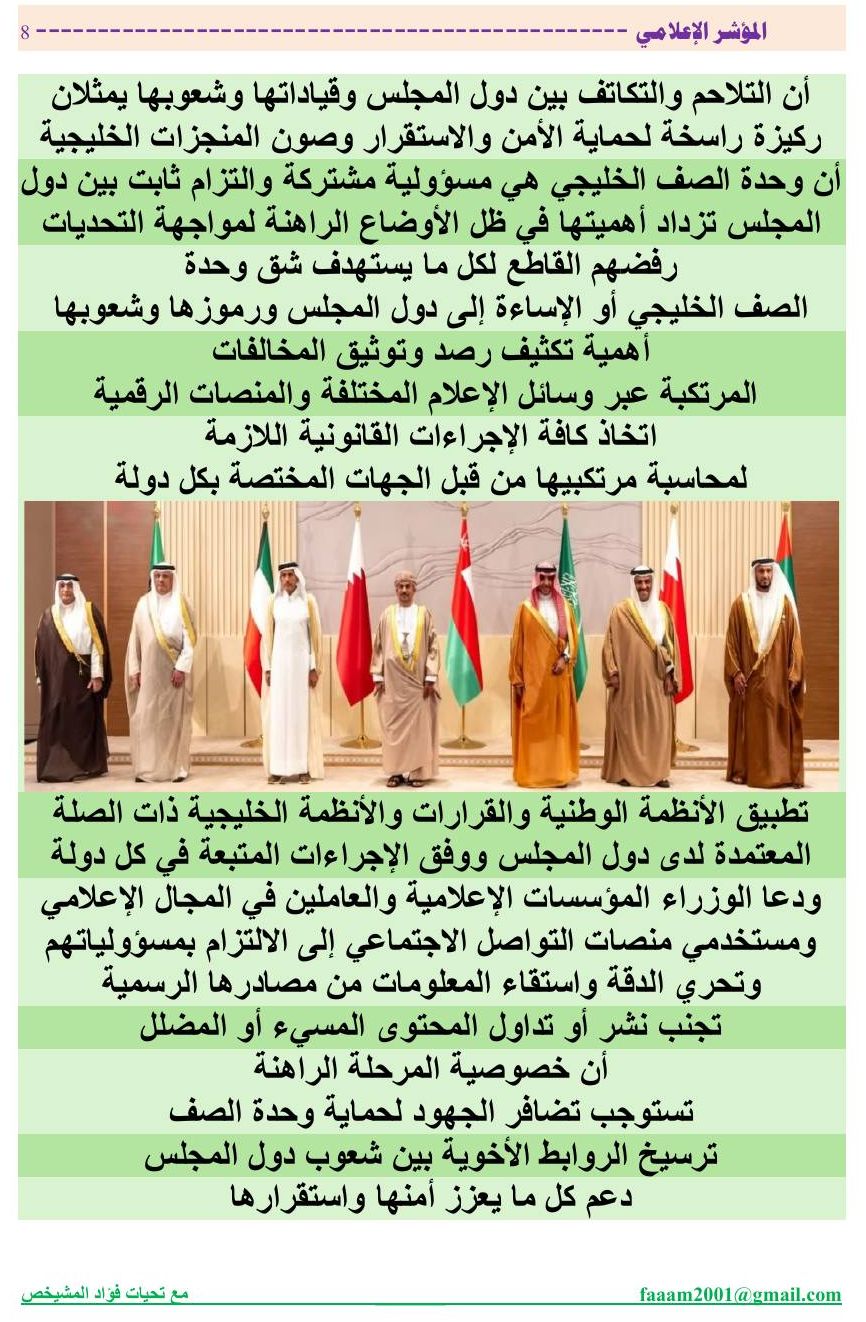 المؤشر الإعلامي ------------------------------------------------ 8
أن التلاحم والتكاتف بين دول المجلس وقياداتها وشعوبها يمثلان
ركيزة راسخة لحماية الأمن والاستقرار وصون المنجزات الخليجية
أن وحدة الصف الخليجي هي مسؤولية مشتركة والتزام ثابت بين دول
المجلس تزداد أهميتها في ظل الأوضاع الراهنة لمواجهة التحديات
رفضهم القاطع لكل ما يستهدف شق وحدة
الصف الخليجي أو الإساءة إلى دول المجلس ورموزها وشعوبها
أهمية تكثيف رصد وتوثيق المخالفات
المرتكبة عبر وسائل الإعلام المختلفة والمنصات الرقمية
اتخاذ كافة الإجراءات القانونية اللازمة
لمحاسبة مرتكبيها من قبل الجهات المختصة بكل دولة
تطبيق الأنظمة الوطنية والقرارات والأنظمة الخليجية ذات الصلة
المعتمدة لدى دول المجلس ووفق الإجراءات المتبعة في كل دولة
ودعا الوزراء المؤسسات الإعلامية والعاملين في المجال الإعلامي
ومستخدمي منصات التواصل الاجتماعي إلى الالتزام بمسؤولياتهم
وتحري الدقة واستقاء المعلومات من مصادرها الرسمية
تجنب نشر أو تداول المحتوى المسيء أو المضلل
أن خصوصية المرحلة الراهنة
تستوجب تضافر الجهود لحماية وحدة الصف
ترسيخ الروابط الأخوية بين شعوب دول المجلس
دعم كل ما يعزز أمنها واستقرارها
مع تحيات فؤاد المشيخص faaam2001@gmail.com